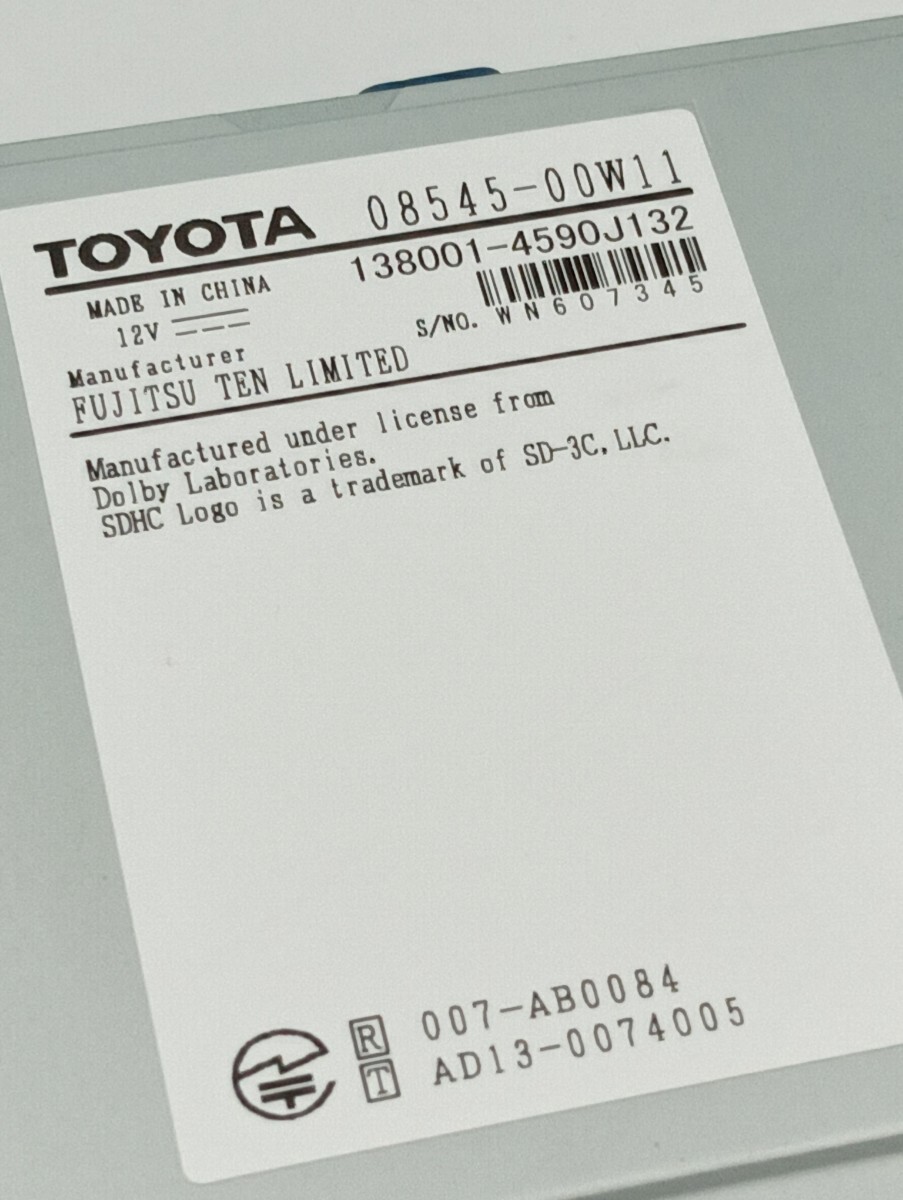 TOYOTA 08545-00W11
138001-4590J132
MADE IN CHINA
12V
S/NO. WN607345
Manufacturer
FUJITSU TEN LIMITED
Manufactured under license from
Dolby Laboratories.
SDHC Logo is a trademark of SD-3C, LLC.
R 007-AB0084
T AD13-0074005